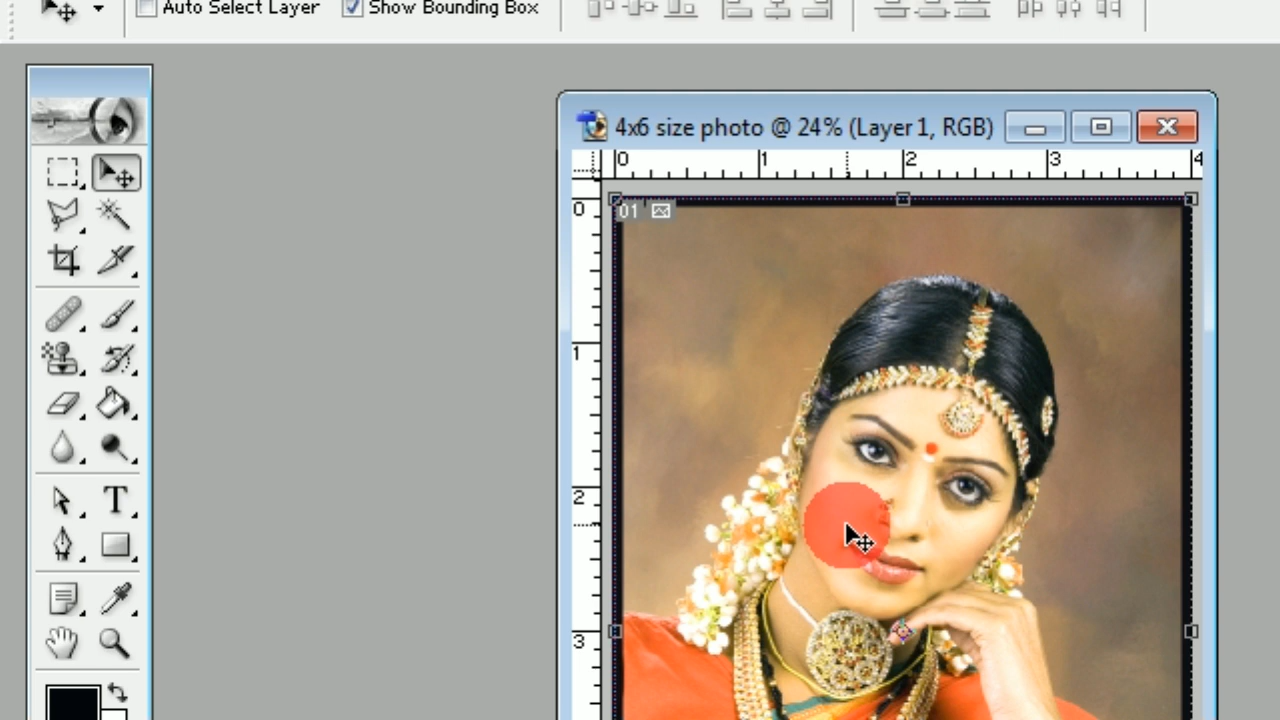 Auto Select Layer Show Bounding Box
4x6 size photo @ 24% (Layer 1, RGB)
0 1 2 3 4
0
01
1
2
T
3